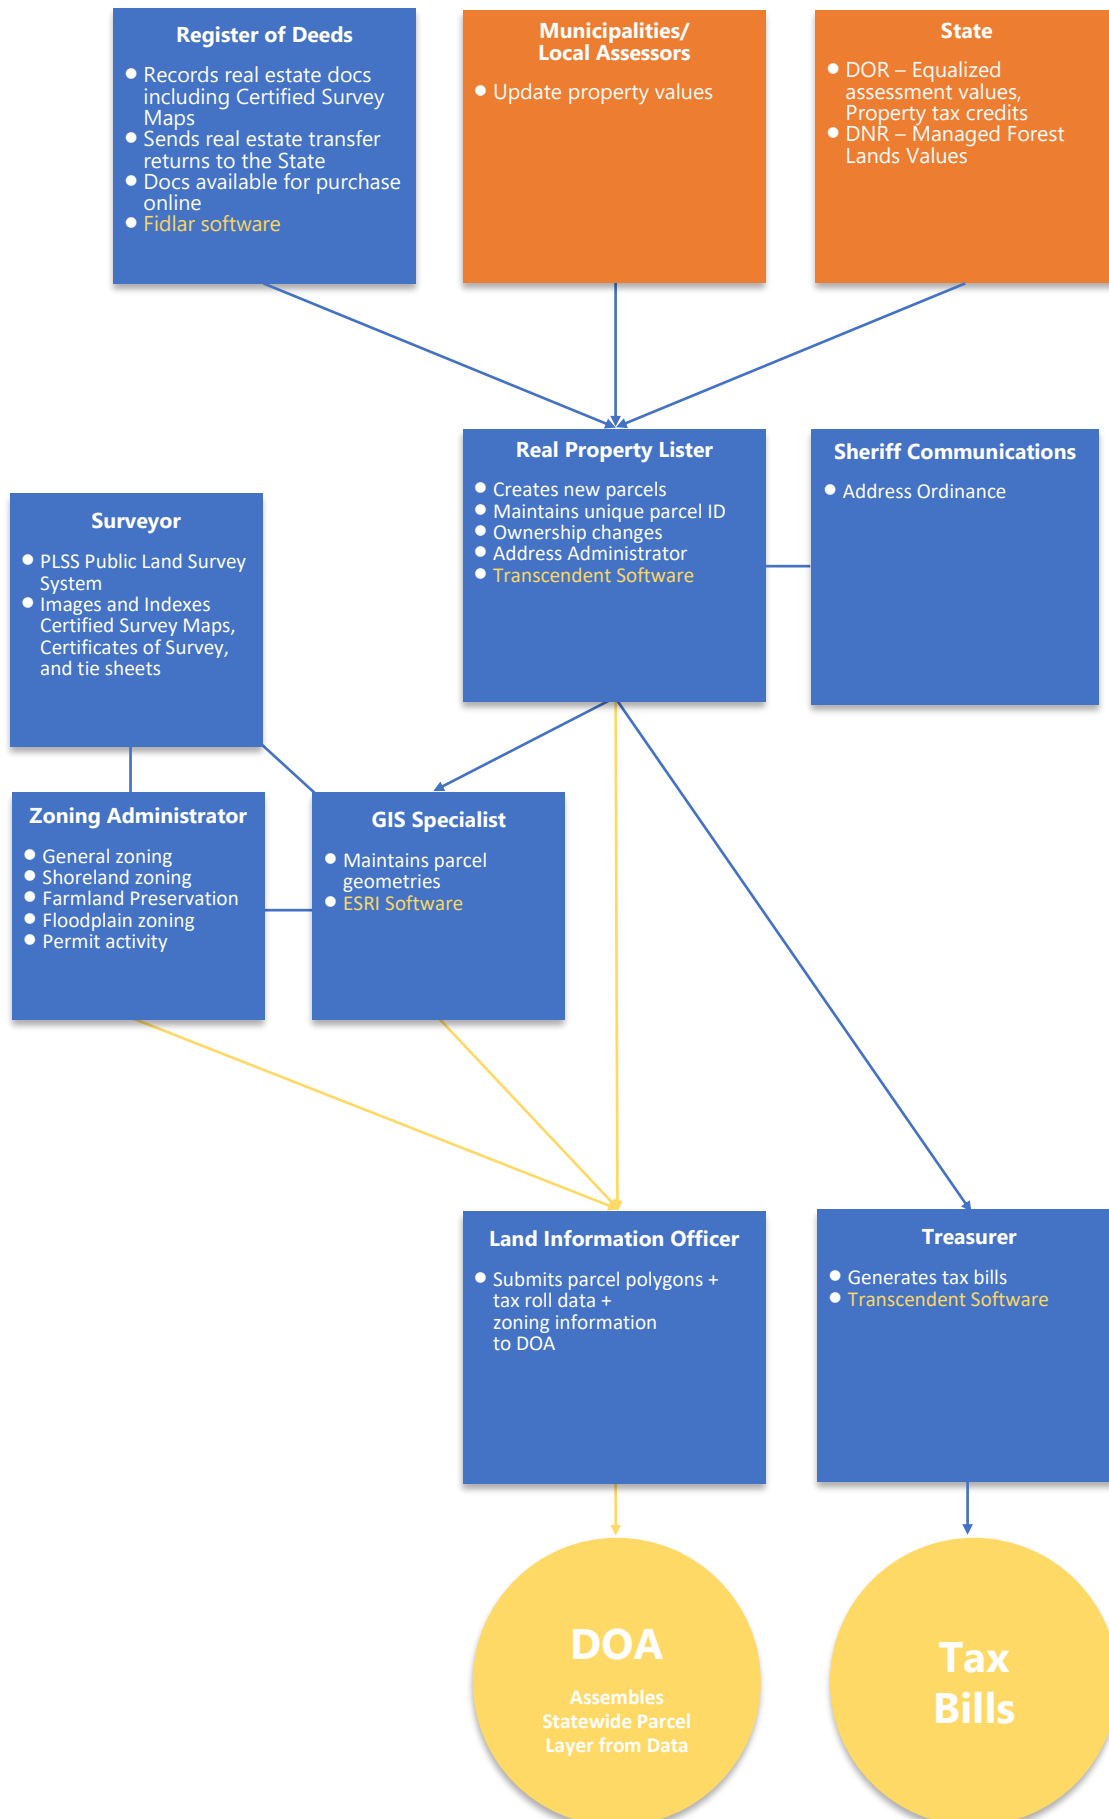 Register of Deeds
● Records real estate docs
including Certified Survey
Maps
● Sends real estate transfer
returns to the State
● Docs available for purchase
online
● Fidlar software
Municipalities/
Local Assessors
● Update property values
State
● DOR – Equalized
assessment values,
Property tax credits
● DNR – Managed Forest
Lands Values
Real Property Lister
● Creates new parcels
● Maintains unique parcel ID
● Ownership changes
● Address Administrator
● Transcendent Software
Sheriff Communications
● Address Ordinance
Surveyor
● PLSS Public Land Survey
System
● Images and Indexes
Certified Survey Maps,
Certificates of Survey,
and tie sheets
Zoning Administrator
● General zoning
● Shoreland zoning
● Farmland Preservation
● Floodplain zoning
● Permit activity
GIS Specialist
● Maintains parcel
geometries
● ESRI Software
Land Information Officer
● Submits parcel polygons +
tax roll data +
zoning information
to DOA
Treasurer
● Generates tax bills
● Transcendent Software
DOA
Assembles
Statewide Parcel
Layer from Data
Tax
Bills